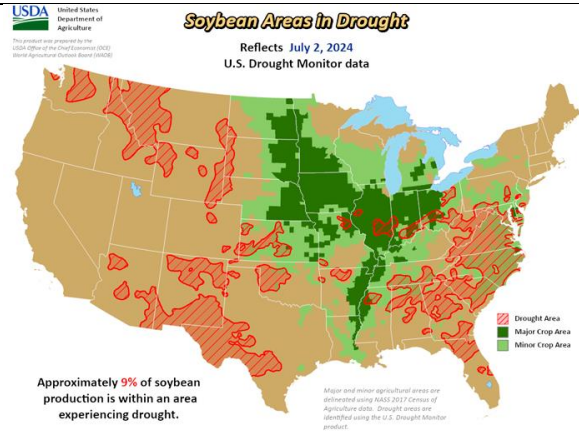 USDA
United States
Department of
Agriculture
This product was prepared by the
USDA Office of the Chief Economist (OCE)
World Agricultural Outlook Board (WAOB)
Soybean Areas in Drought
Reflects July 2, 2024
U.S. Drought Monitor data
Drought Area
Major Crop Area
Minor Crop Area
Approximately 9% of soybean
production is within an area
experiencing drought.
Major and minor agricultural areas are
delineated using NASS 2017 Census of
Agriculture data. Drought areas are
identified using the U.S. Drought Monitor
product.